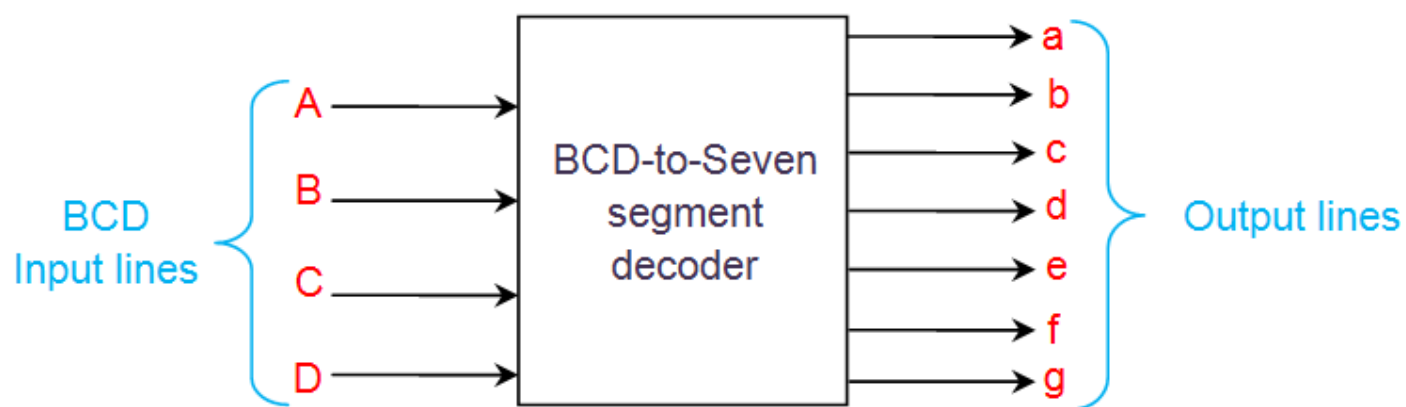 BCD
Input lines
A
B
C
D
BCD-to-Seven
segment
decoder
a
b
c
d
e
f
g
Output lines